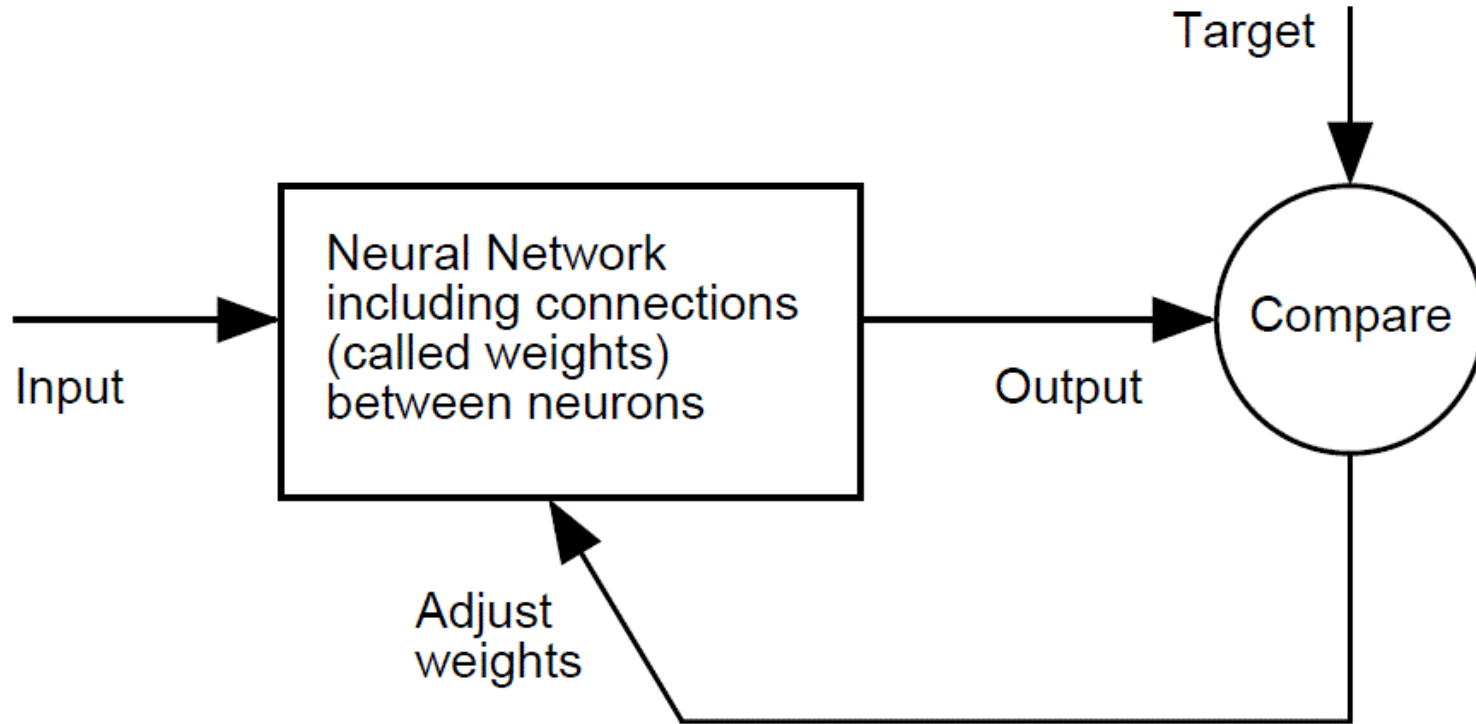 Target
Neural Network
including connections
(called weights)
between neurons
Compare
Input
Output
Adjust
weights